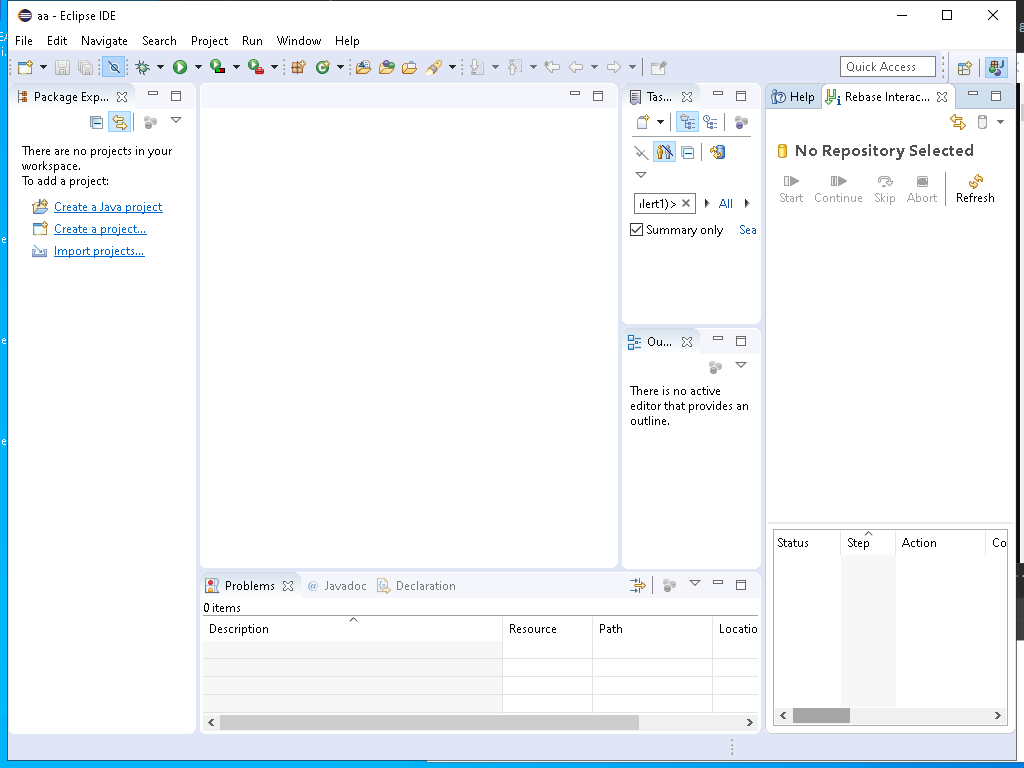 aa - Eclipse IDE
File Edit Navigate Search Project Run Window Help
Quick Access
Package Exp...
There are no projects in your
workspace.
To add a project:
Create a Java project
Create a project...
Import projects...
Tas...
ılert1)> All
Summary only Sea
Ou...
There is no active
editor that provides an
outline.
Help Rebase Interac...
No Repository Selected
Start Continue Skip Abort Refresh
Status Step Action Co
Problems @ Javadoc Declaration
0 items
Description Resource Path Locatio